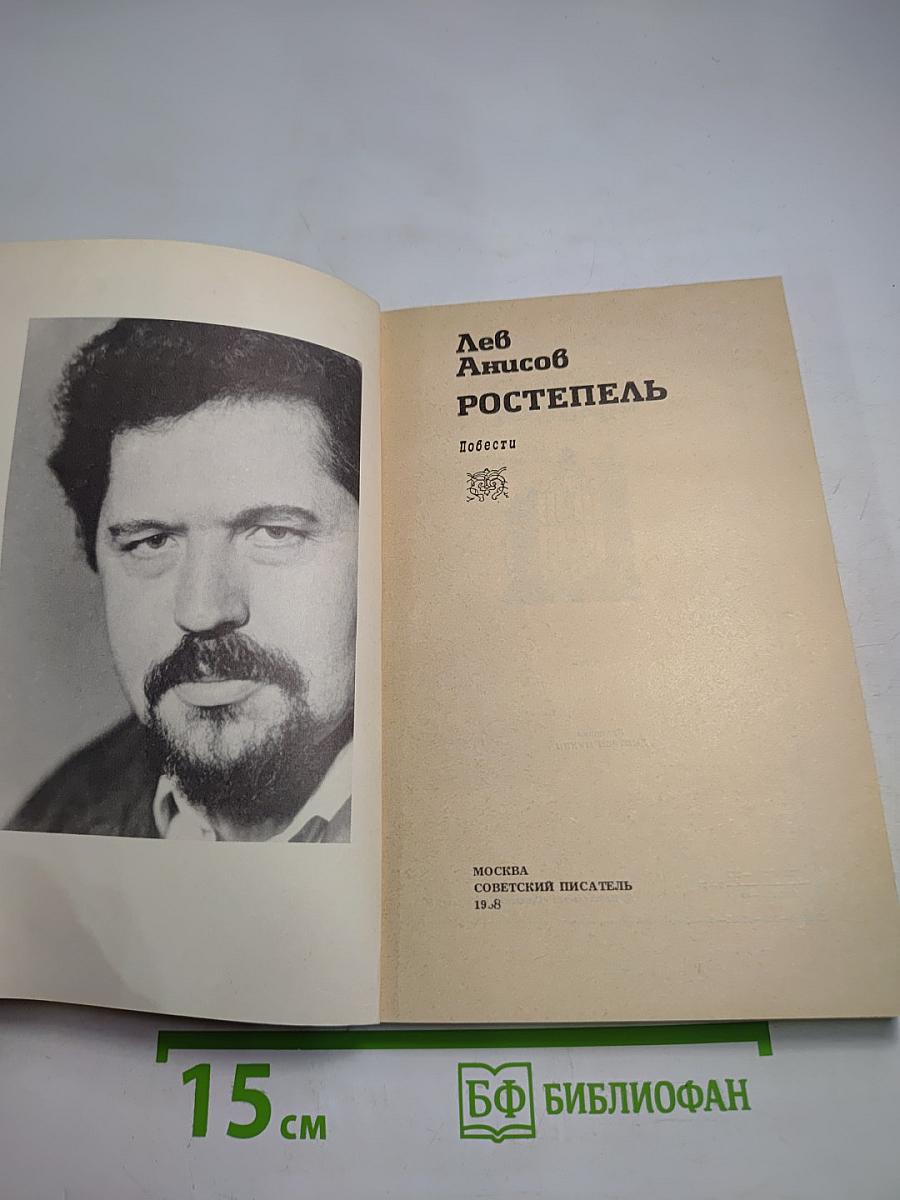 Лев
Анисов
РОСТЕПЕЛЬ
Повести
МОСКВА
СОВЕТСКИЙ ПИСАТЕЛЬ
15 см
БФ БИБЛИОФАН